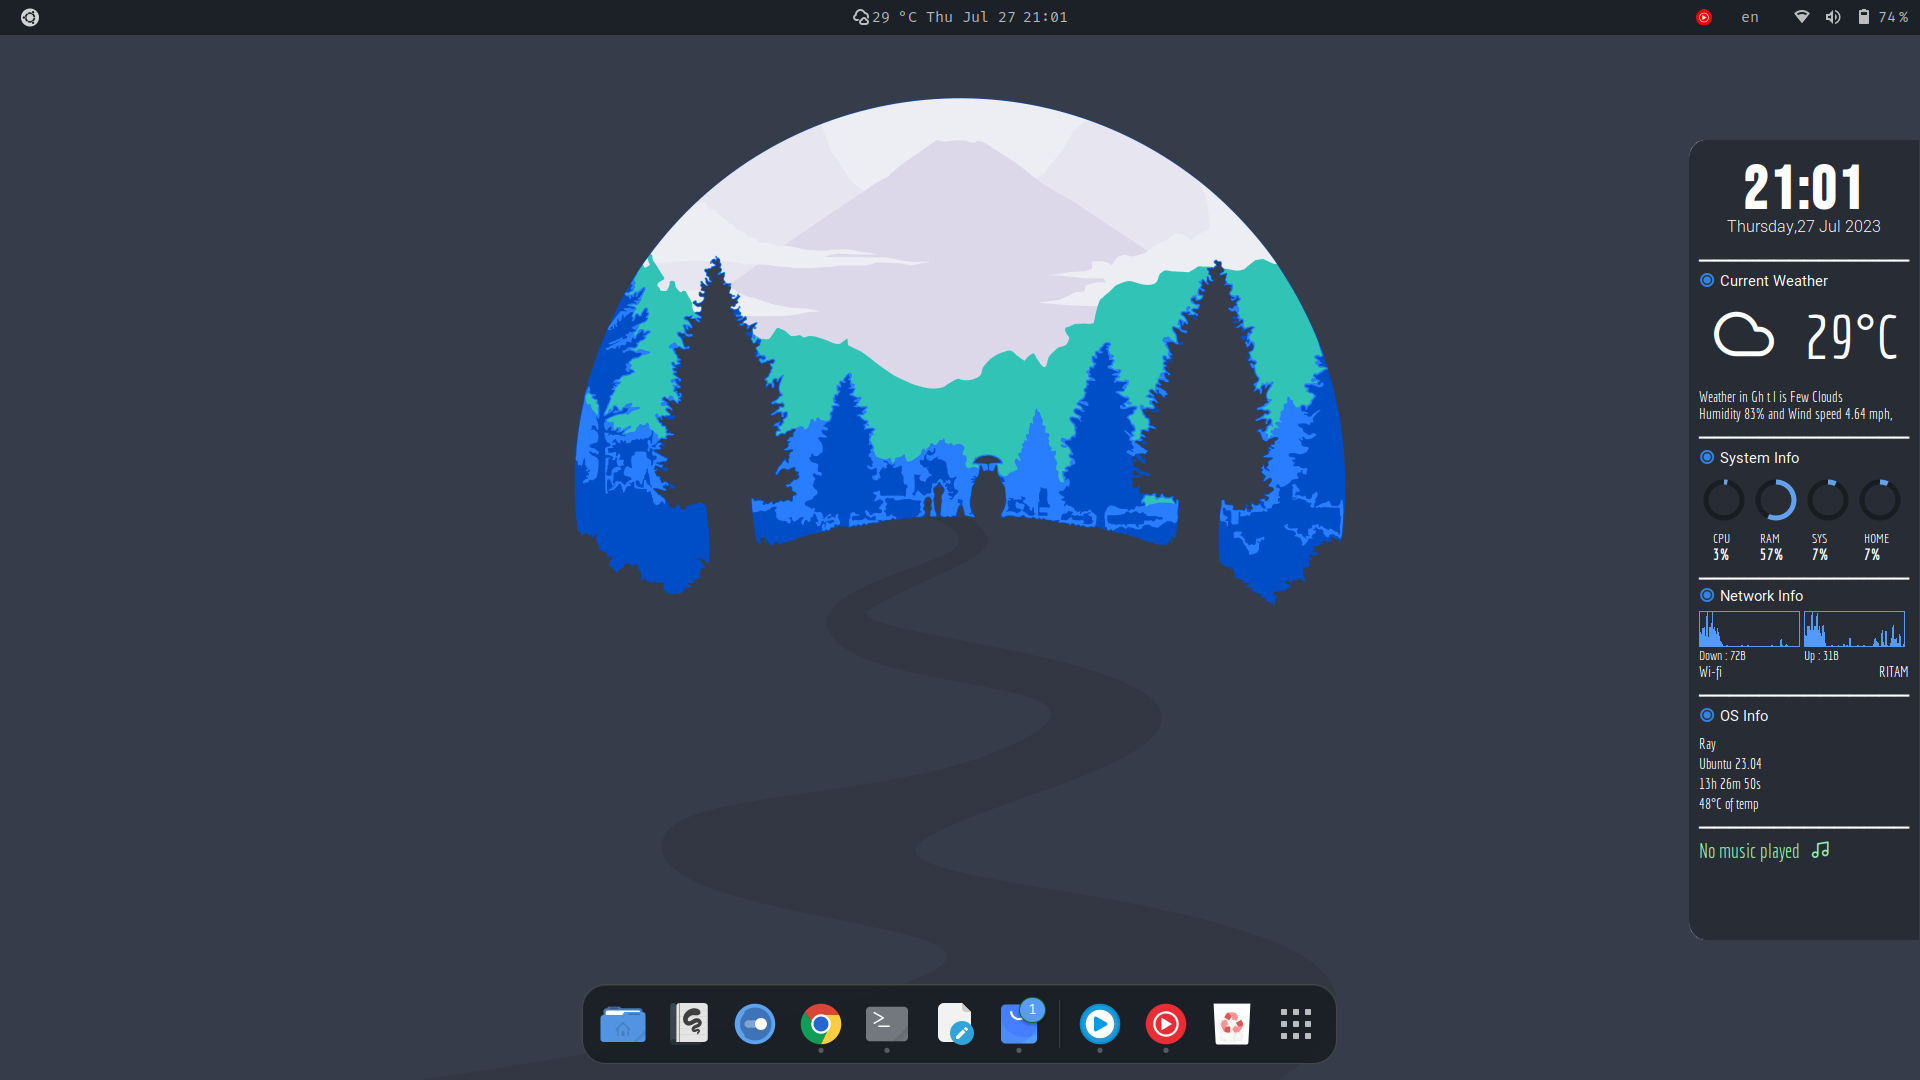 29 °C Thu Jul 27 21:01
en
74%
21:01
Thursday,27 Jul 2023
Current Weather
29°C
Weather in Gh t l is Few Clouds
Humidity 83% and Wind speed 4.64 mph,
System Info
CPU RAM SYS HOME
3% 57% 7% 7%
Network Info
Down : 72B Up : 31B
Wi-fi RITAM
OS Info
Ray
Ubuntu 23.04
13h 26m 50s
48°C of temp
No music played
1